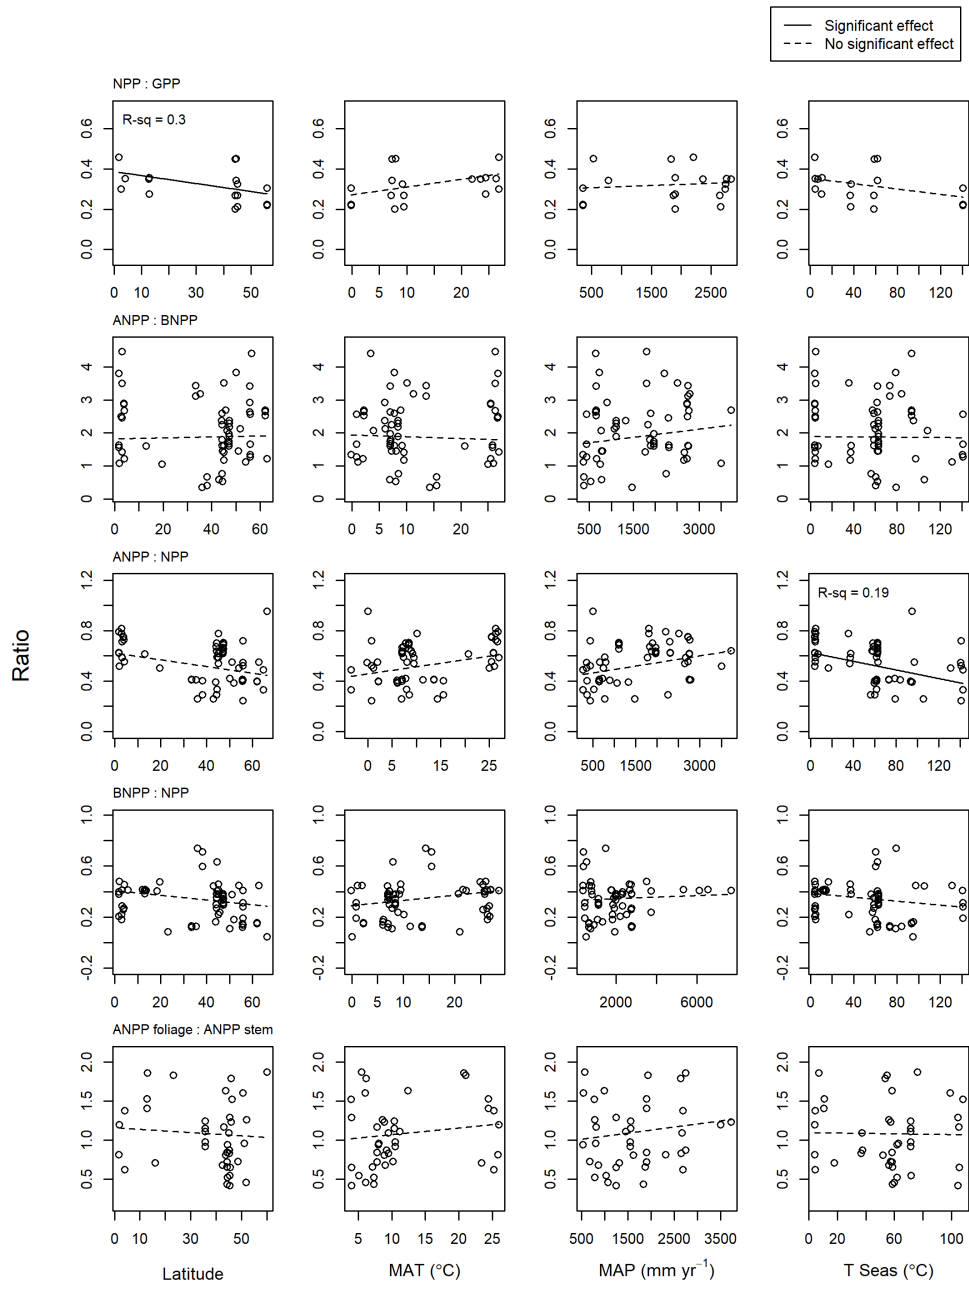 Significant effect
No significant effect
NPP : GPP
R-sq = 0.3
0.0 0.2 0.4 0.6
0 10 30 50
0.0 0.2 0.4 0.6
0 5 10 20
0.0 0.2 0.4 0.6
500 1500 2500
0.0 0.2 0.4 0.6
0 40 80 120
ANPP : BNPP
0 1 2 3 4
0 20 40 60
0 1 2 3 4
0 5 10 20
0 1 2 3 4
500 1500 3000
0 1 2 3 4
0 40 80 120
ANPP : NPP
0.0 0.4 0.8 1.2
0 20 40 60
0.0 0.4 0.8 1.2
0 5 15 25
0.0 0.4 0.8 1.2
500 1500 3000
R-sq = 0.19
0.0 0.4 0.8 1.2
0 40 80 120
BNPP : NPP
-0.2 0.2 0.6 1.0
0 20 40 60
-0.2 0.2 0.6 1.0
0 5 10 20
-0.2 0.2 0.6 1.0
2000 6000
-0.2 0.2 0.6 1.0
0 40 80 120
ANPP foliage : ANPP stem
0.5 1.0 1.5 2.0
0 10 30 50
0.5 1.0 1.5 2.0
5 10 15 20 25
0.5 1.0 1.5 2.0
500 1500 2500 3500
0.5 1.0 1.5 2.0
0 20 60 100
Ratio
Latitude
MAT (°C)
MAP (mm yr⁻¹)
T Seas (°C)